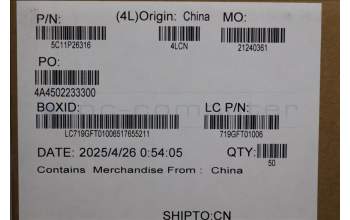 P/N: (4L)Origin: China MO:
5C11P26316 4LCN 21240361
PO:
4A4502233300
BOXID: LC P/N:
LC719GFT01006517655211 719GFT01006
DATE: 2025/4/26 0:54:05 QTY:
50
Contains Merchandise From : China
SHIPTO:CN